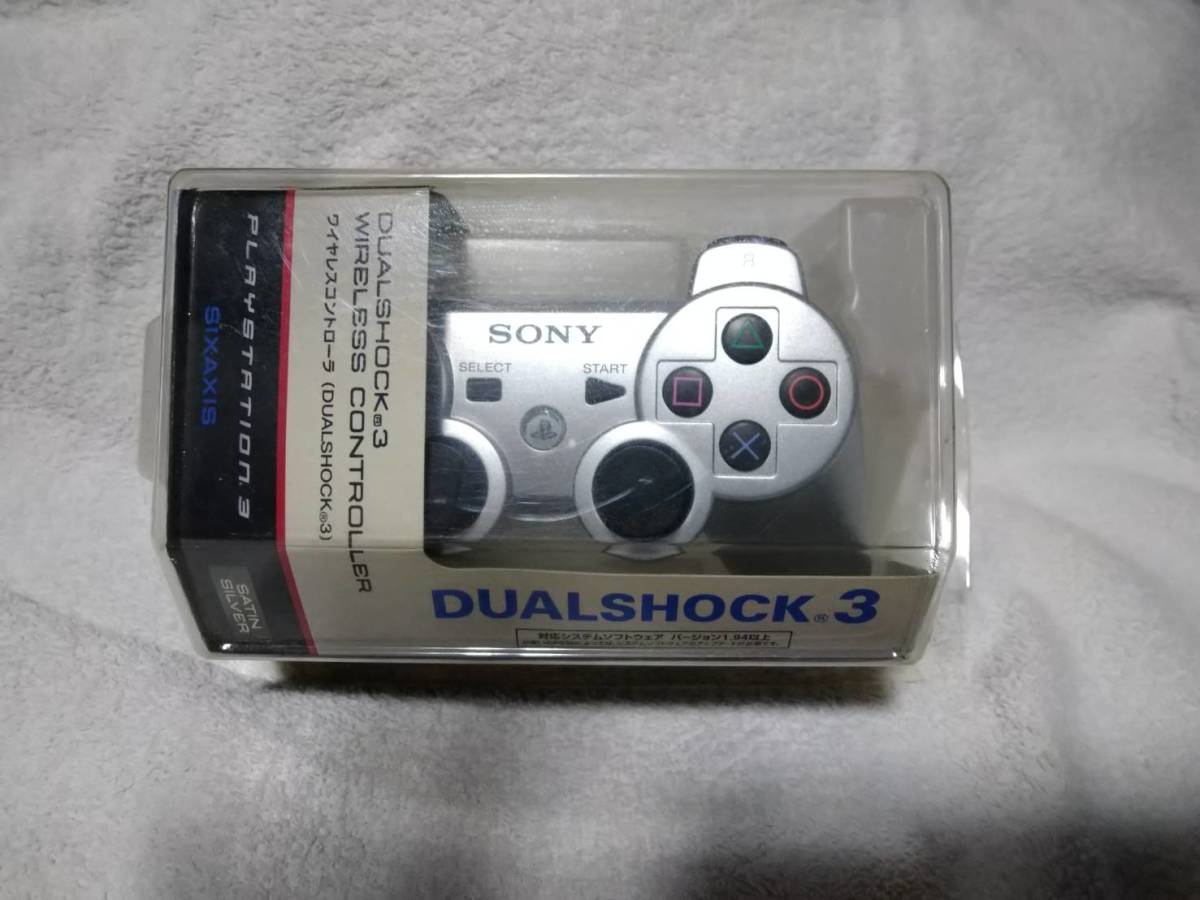 PLAYSTATION 3
SIXAXIS
DUALSHOCK®3
WIRELESS CONTROLLER
ワイヤレスコントローラ (DUALSHOCK®3)
SATIN
SILVER
SONY
SELECT
START
DUALSHOCK®3
対応システムソフトウェア バージョン1.94以上